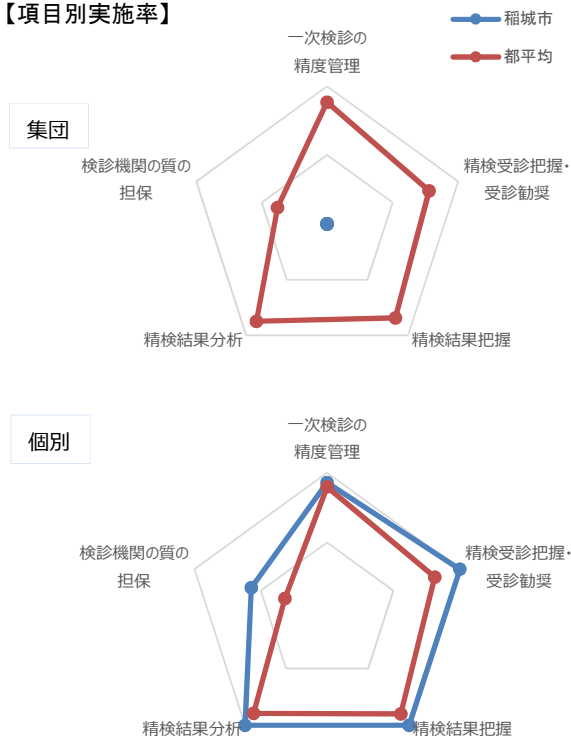 【項目別実施率】
稲城市
都平均
集団
一次検診の
精度管理
精検受診把握・
受診勧奨
精検結果把握
精検結果分析
検診機関の質の
担保
個別
一次検診の
精度管理
精検受診把握・
受診勧奨
精検結果把握
精検結果分析
検診機関の質の
担保